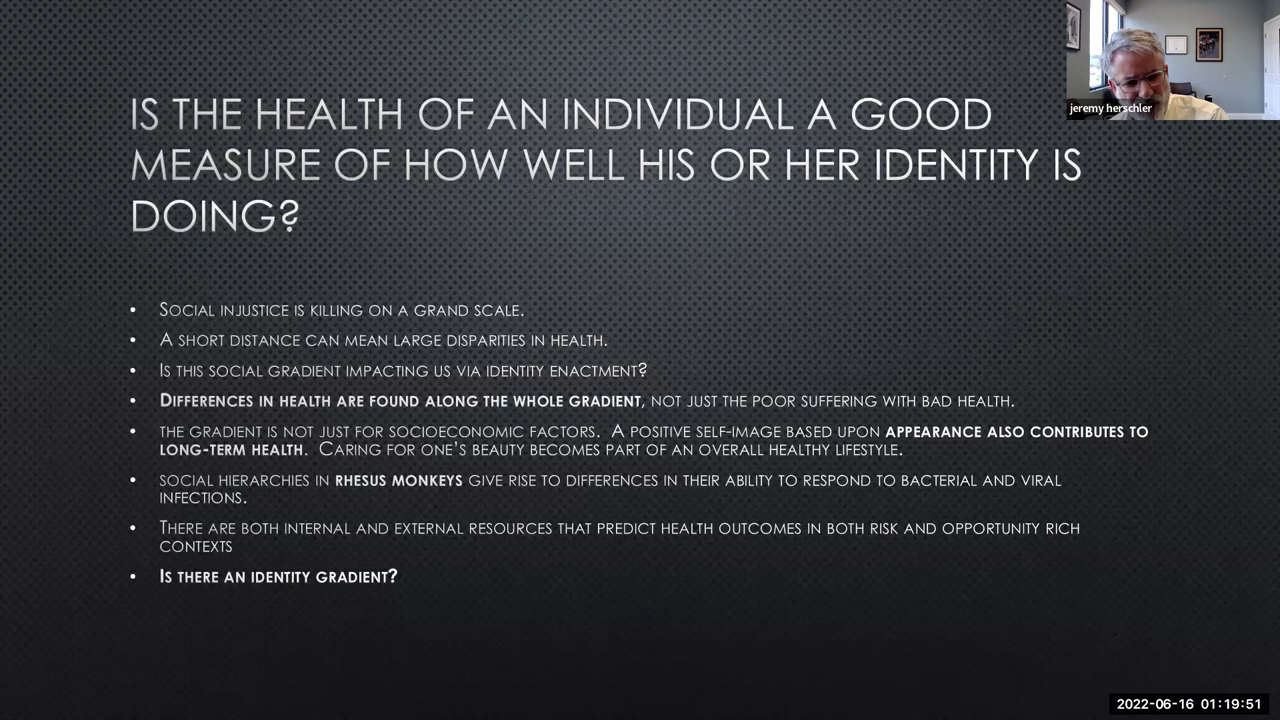 IS THE HEALTH OF AN INDIVIDUAL A GOOD
MEASURE OF HOW WELL HIS OR HER IDENTITY IS
DOING?
jeremy herschler
• SOCIAL INJUSTICE IS KILLING ON A GRAND SCALE.
• A SHORT DISTANCE CAN MEAN LARGE DISPARITIES IN HEALTH.
• IS THIS SOCIAL GRADIENT IMPACTING US VIA IDENTITY ENACTMENT?
• DIFFERENCES IN HEALTH ARE FOUND ALONG THE WHOLE GRADIENT, NOT JUST THE POOR SUFFERING WITH BAD HEALTH.
• THE GRADIENT IS NOT JUST FOR SOCIOECONOMIC FACTORS. A POSITIVE SELF-IMAGE BASED UPON APPEARANCE ALSO CONTRIBUTES TO
LONG-TERM HEALTH. CARING FOR ONE'S BEAUTY BECOMES PART OF AN OVERALL HEALTHY LIFESTYLE.
• SOCIAL HIERARCHIES IN RHESUS MONKEYS GIVE RISE TO DIFFERENCES IN THEIR ABILITY TO RESPOND TO BACTERIAL AND VIRAL
INFECTIONS.
• THERE ARE BOTH INTERNAL AND EXTERNAL RESOURCES THAT PREDICT HEALTH OUTCOMES IN BOTH RISK AND OPPORTUNITY RICH
CONTEXTS
• IS THERE AN IDENTITY GRADIENT?
2022-06-16 01:19:51